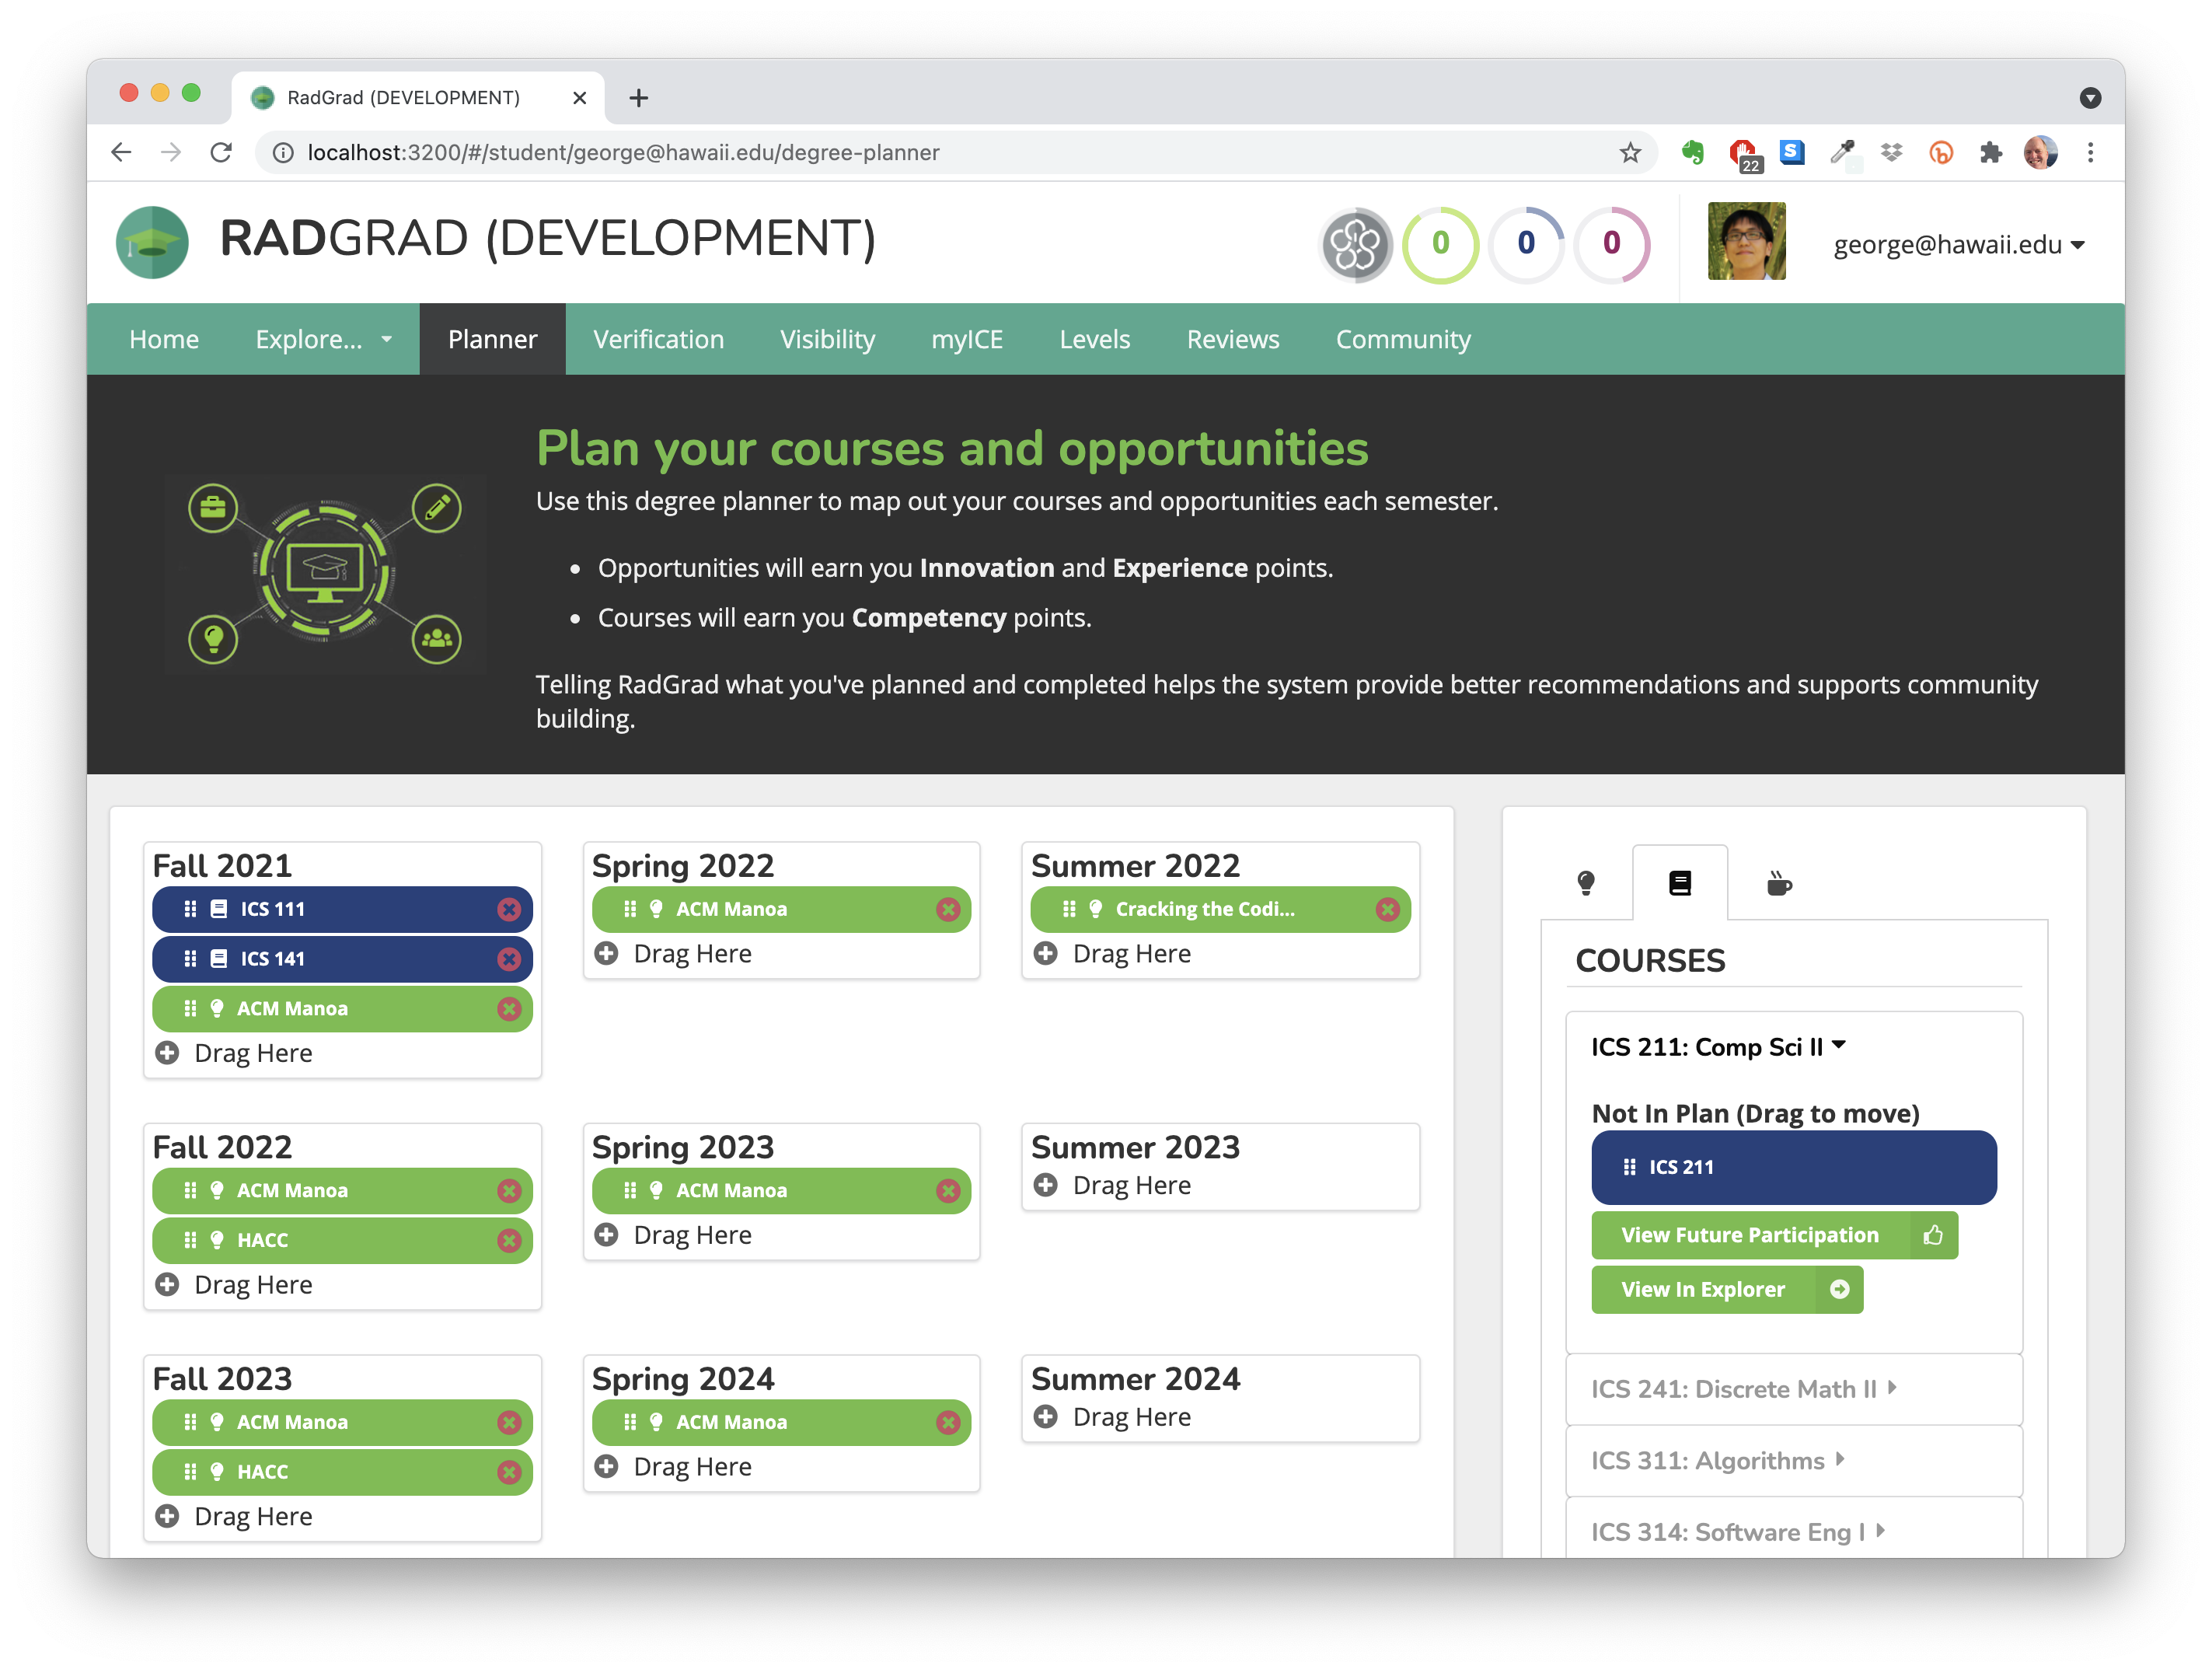 RadGrad (DEVELOPMENT)
localhost:3200/#/student/george@hawaii.edu/degree-planner
22
RADGRAD (DEVELOPMENT)
0 0 0
george@hawaii.edu
Home Explore... Planner Verification Visibility myICE Levels Reviews Community
Plan your courses and opportunities
Use this degree planner to map out your courses and opportunities each semester.
• Opportunities will earn you Innovation and Experience points.
• Courses will earn you Competency points.
Telling RadGrad what you've planned and completed helps the system provide better recommendations and supports community
building.
Fall 2021
ICS 111
ICS 141
ACM Manoa
Drag Here
Spring 2022
ACM Manoa
Drag Here
Summer 2022
Cracking the Codi...
Drag Here
Fall 2022
ACM Manoa
HACC
Drag Here
Spring 2023
ACM Manoa
Drag Here
Summer 2023
Drag Here
Fall 2023
ACM Manoa
HACC
Drag Here
Spring 2024
ACM Manoa
Drag Here
Summer 2024
Drag Here
COURSES
ICS 211: Comp Sci II
Not In Plan (Drag to move)
ICS 211
View Future Participation
View In Explorer
ICS 241: Discrete Math II
ICS 311: Algorithms
ICS 314: Software Eng I